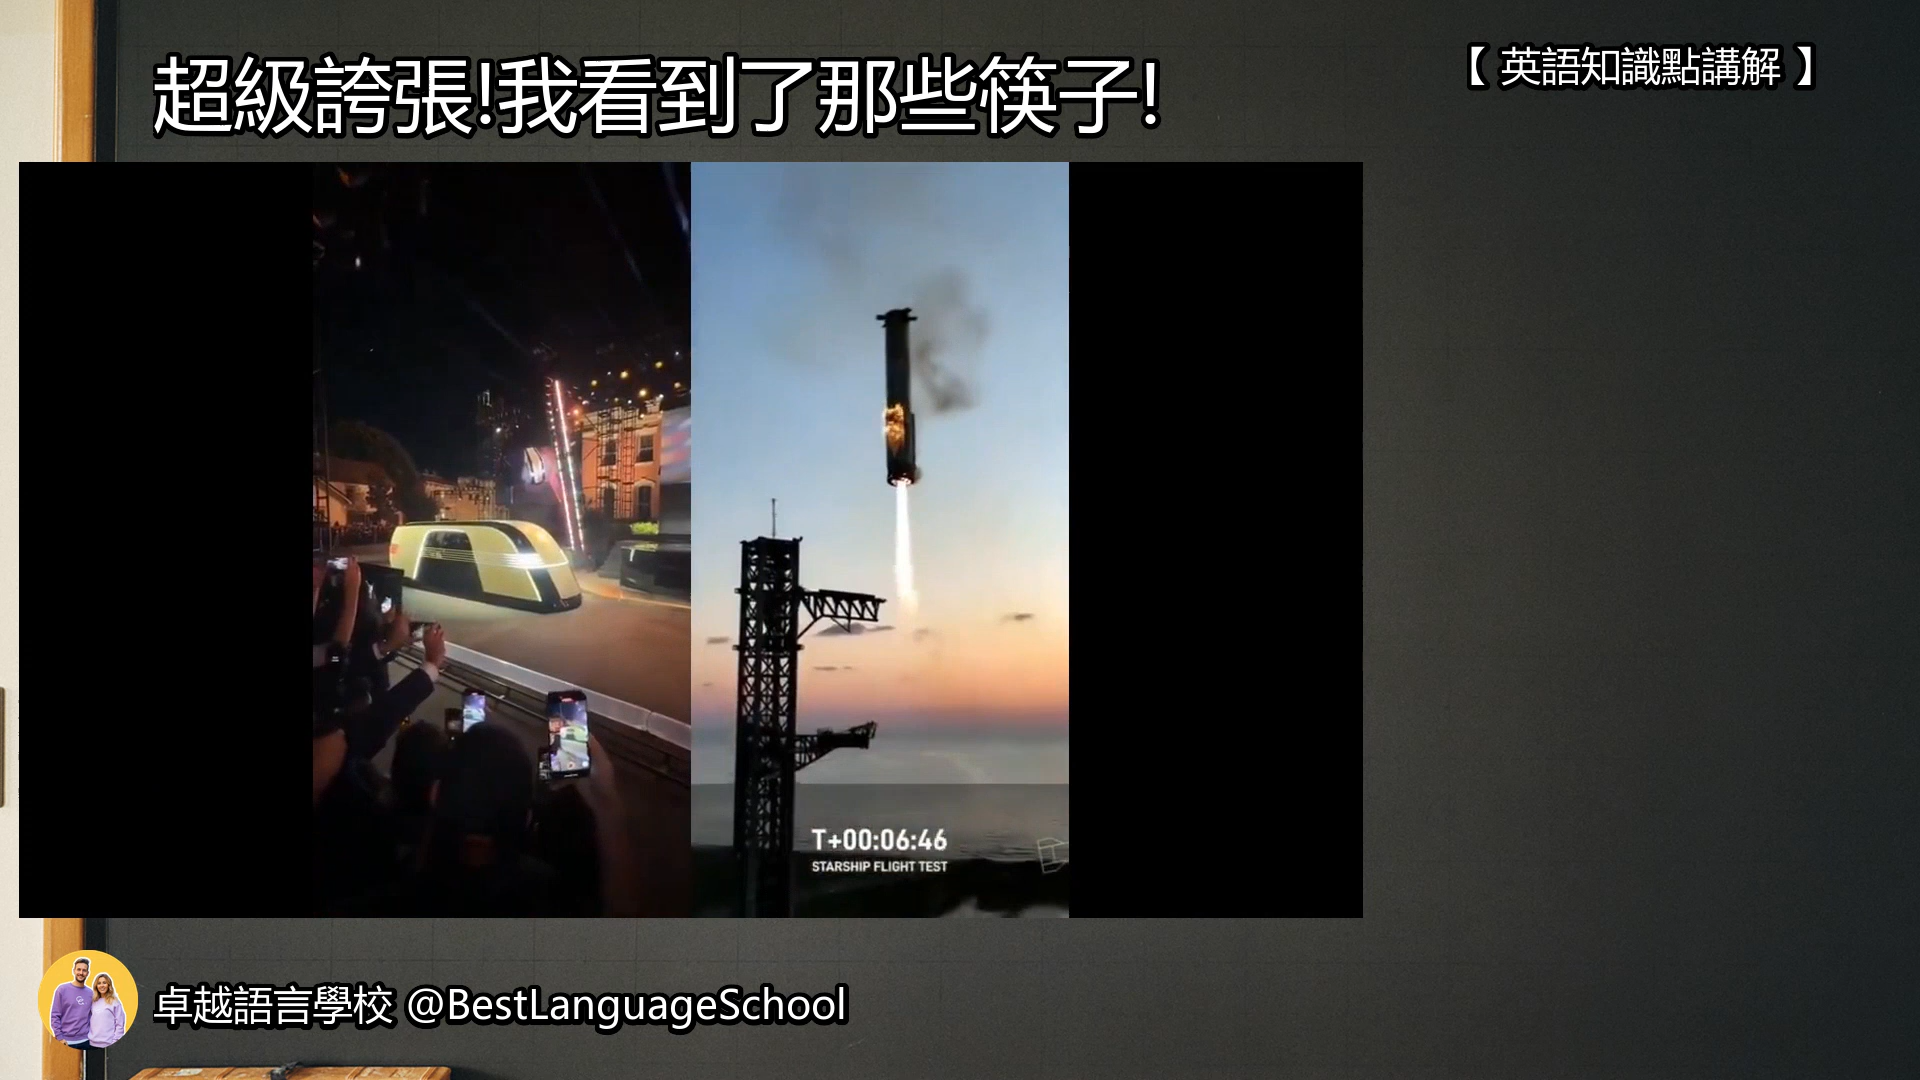 超級誇張!我看到了那些筷子!
【 英語知識點講解 】
T+00:06:46
STARSHIP FLIGHT TEST
卓越語言學校 @BestLanguageSchool